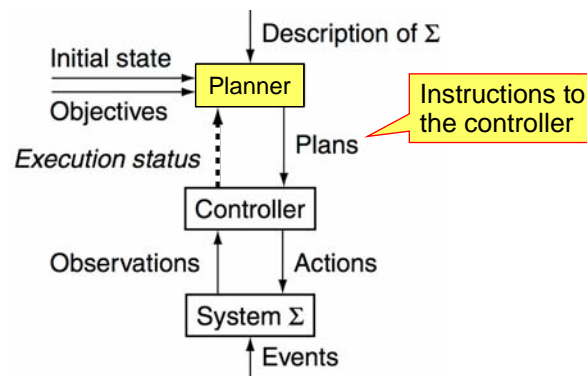 Description of Σ
Initial state
Planner
Objectives
Instructions to
the controller
Plans
Execution status
Controller
Observations
Actions
System Σ
Events